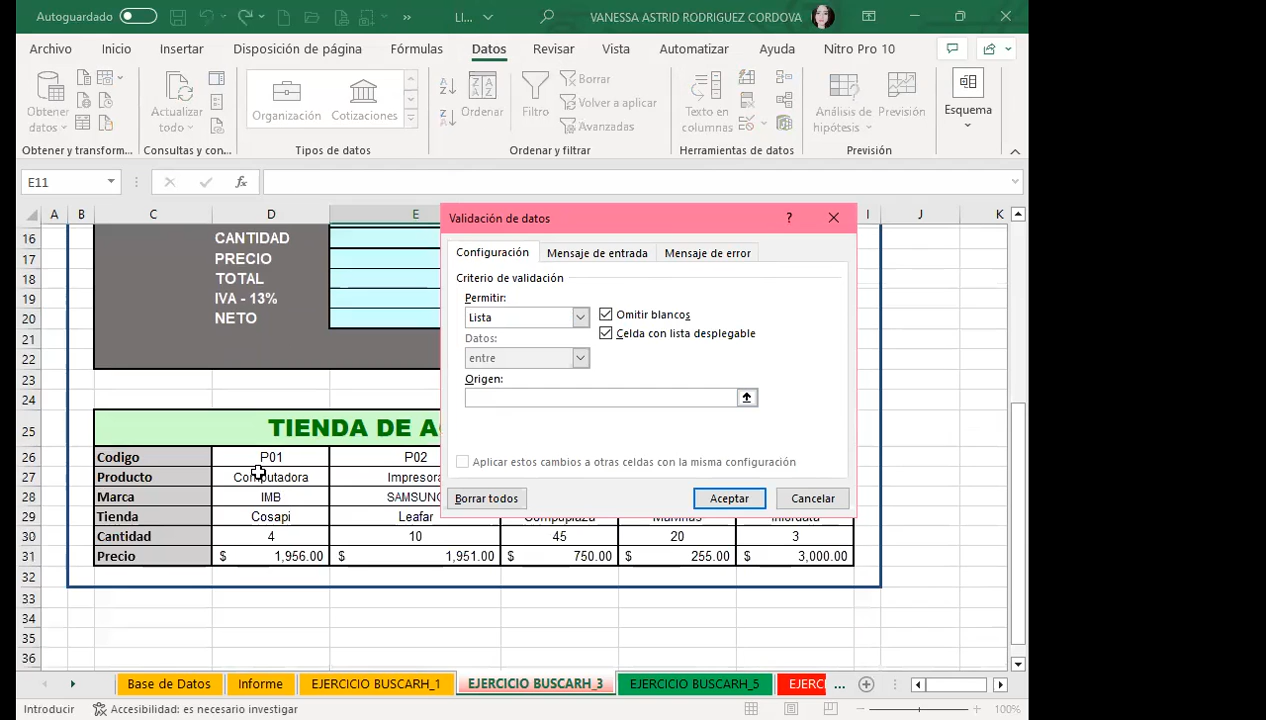 Autoguardado
LI...
VANESSA ASTRID RODRIGUEZ CORDOVA
Archivo Inicio Insertar Disposición de página Fórmulas Datos Revisar Vista Automatizar Ayuda Nitro Pro 10
Obtener datos
Actualizar todo
Organización
Cotizaciones
Ordenar
Filtro
Borrar
Volver a aplicar
Avanzadas
Texto en columnas
Análisis de hipótesis
Previsión
Esquema
Obtener y transform... Consultas y con... Tipos de datos Ordenar y filtrar Herramientas de datos Previsión
E11
fx
A B C D E I J K
16 CANTIDAD
17 PRECIO
18 TOTAL
19 IVA - 13%
20 NETO
21
22
23
24
25 TIENDA DE A
26 Codigo P01 P02
27 Producto Computadora Impresora
28 Marca IMB SAMSUNG
29 Tienda Cosapi Leafar Compuplaza Maninas Infordata
30 Cantidad 4 10 45 20 3
31 Precio $ 1,956.00 $ 1,951.00 $ 750.00 $ 255.00 $ 3,000.00
32
33
34
35
36
Validación de datos ?
Configuración Mensaje de entrada Mensaje de error
Criterio de validación
Permitir:
Lista
Omitir blancos
Celda con lista desplegable
Datos:
entre
Origen:
Aplicar estos cambios a otras celdas con la misma configuración
Borrar todos Aceptar Cancelar
Base de Datos Informe EJERCICIO BUSCARH_1 EJERCICIO BUSCARH_3 EJERCICIO BUSCARH_5 EJERC ...
Introducir Accesibilidad: es necesario investigar 100%